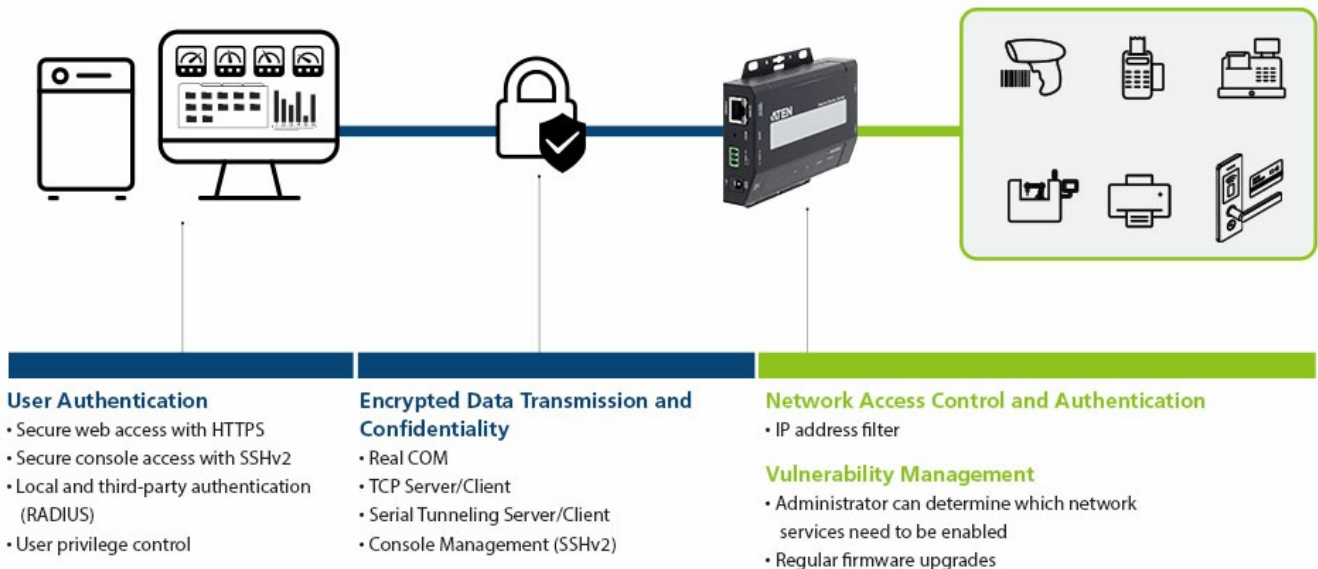 ATEN
User Authentication
• Secure web access with HTTPS
• Secure console access with SSHv2
• Local and third-party authentication
(RADIUS)
• User privilege control
Encrypted Data Transmission and
Confidentiality
• Real COM
• TCP Server/Client
• Serial Tunneling Server/Client
• Console Management (SSHv2)
Network Access Control and Authentication
• IP address filter
Vulnerability Management
• Administrator can determine which network
services need to be enabled
• Regular firmware upgrades